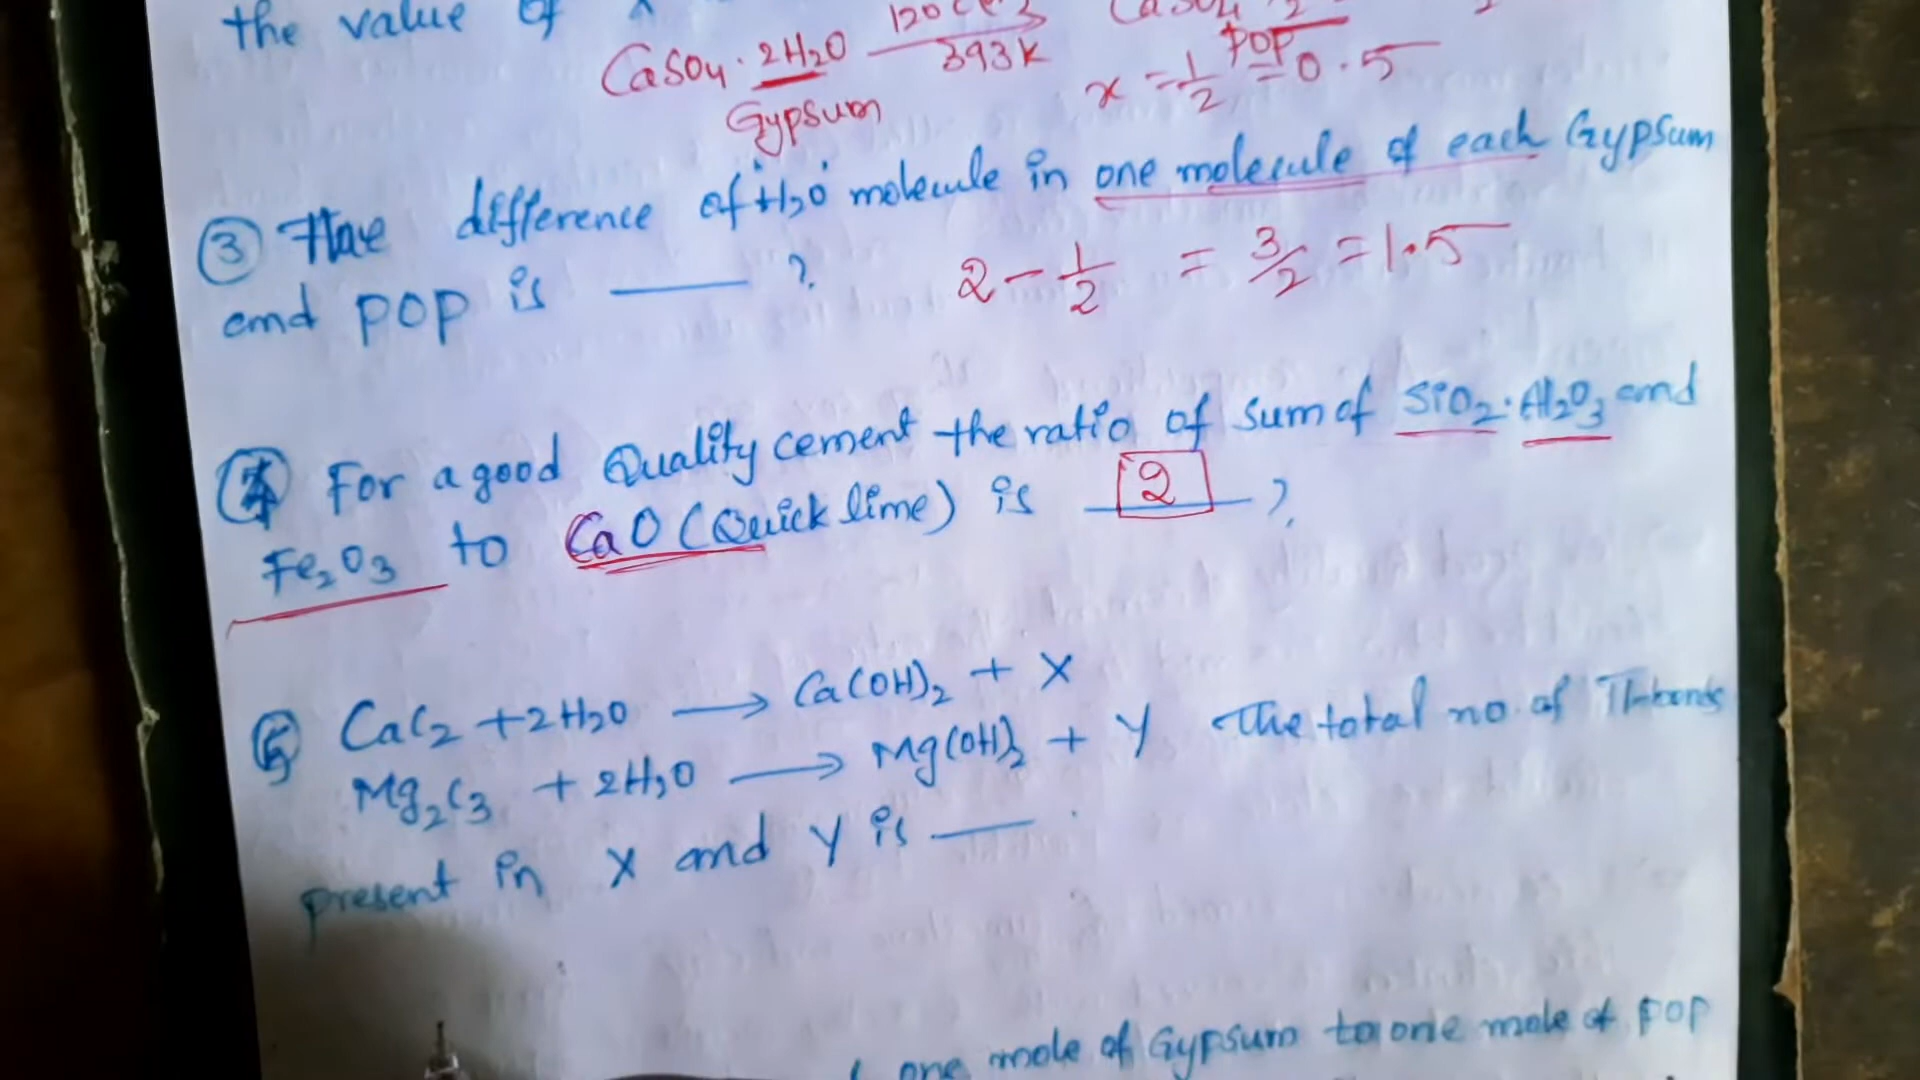 the value of x
CaSO4 · 2H2O 120°C 393K CaSO4 · 1/2
Gypsum POP x = 1/2 = 0.5
③ The difference of 'H2O' molecule in one molecule of each Gypsum
and POP is ____ ? 2 - 1/2 = 3/2 = 1.5
④ For a good Quality cement the ratio of sum of SiO2 · Al2O3 and
Fe2O3 to CaO (Quick lime) is 2 ?
⑤ CaC2 + 2H2O → Ca(OH)2 + X
Mg2C3 + 2H2O → Mg(OH)2 + Y The total no. of π bonds
present in X and Y is ____ .
one mole of Gypsum to one mole of POP